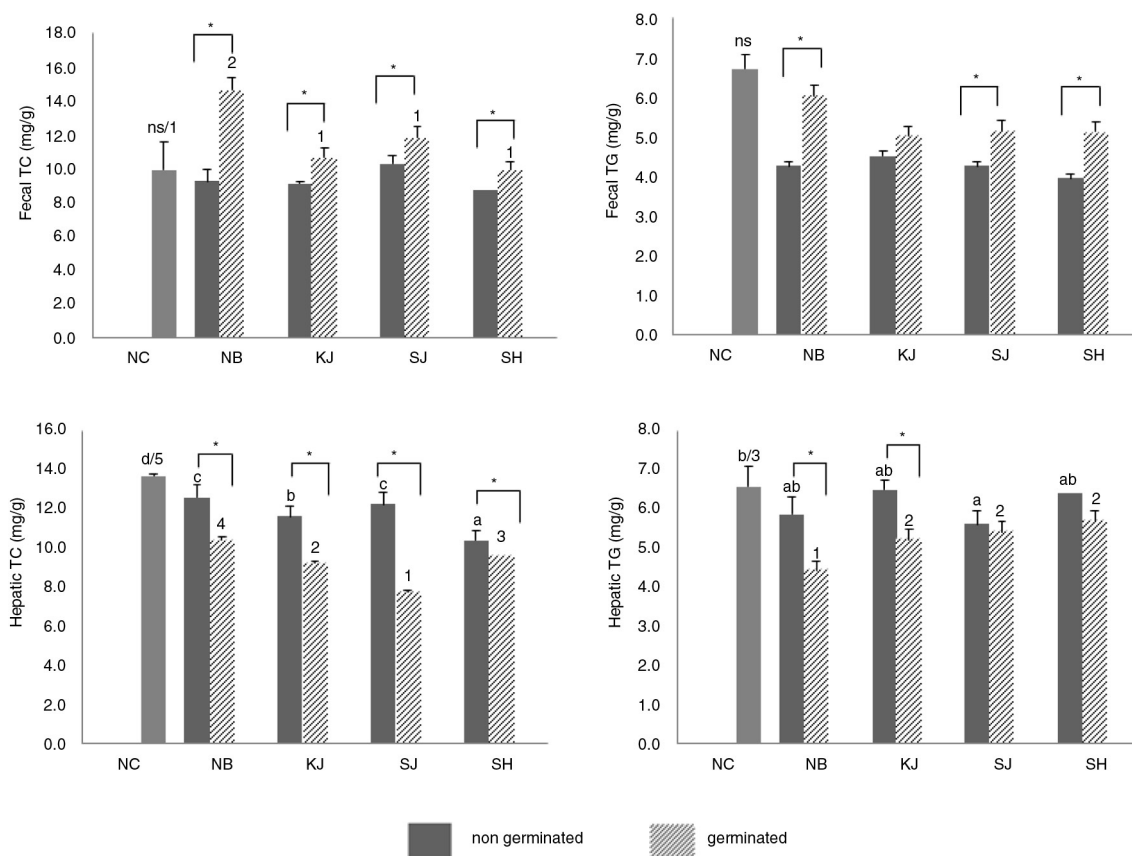 Fecal TC (mg/g)
18.0
16.0
14.0
12.0
10.0
8.0
6.0
4.0
2.0
0.0
ns/1
*
2
*
1
*
1
*
1
NC NB KJ SJ SH
Fecal TG (mg/g)
8.0
7.0
6.0
5.0
4.0
3.0
2.0
1.0
0.0
ns
*
*
*
NC NB KJ SJ SH
Hepatic TC (mg/g)
16.0
14.0
12.0
10.0
8.0
6.0
4.0
2.0
0.0
d/5
*
c
4
*
b
2
*
c
1
*
a
3
NC NB KJ SJ SH
Hepatic TG (mg/g)
8.0
7.0
6.0
5.0
4.0
3.0
2.0
1.0
0.0
b/3
*
ab
1
*
ab
2
a
2
ab
2
NC NB KJ SJ SH
non germinated germinated